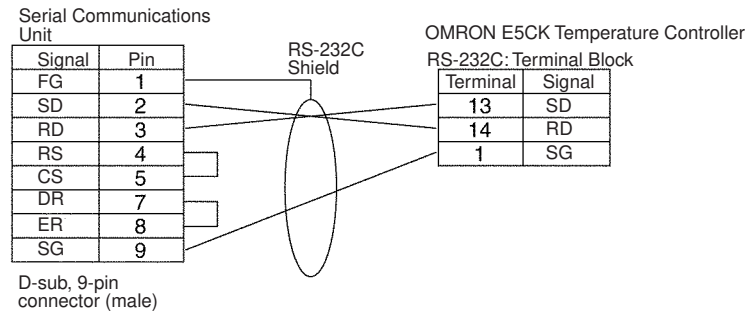 Serial Communications
Unit
Signal Pin
FG 1
SD 2
RD 3
RS 4
CS 5
DR 7
ER 8
SG 9
D-sub, 9-pin
connector (male)
RS-232C
Shield
OMRON E5CK Temperature Controller
RS-232C: Terminal Block
Terminal Signal
13 SD
14 RD
1 SG